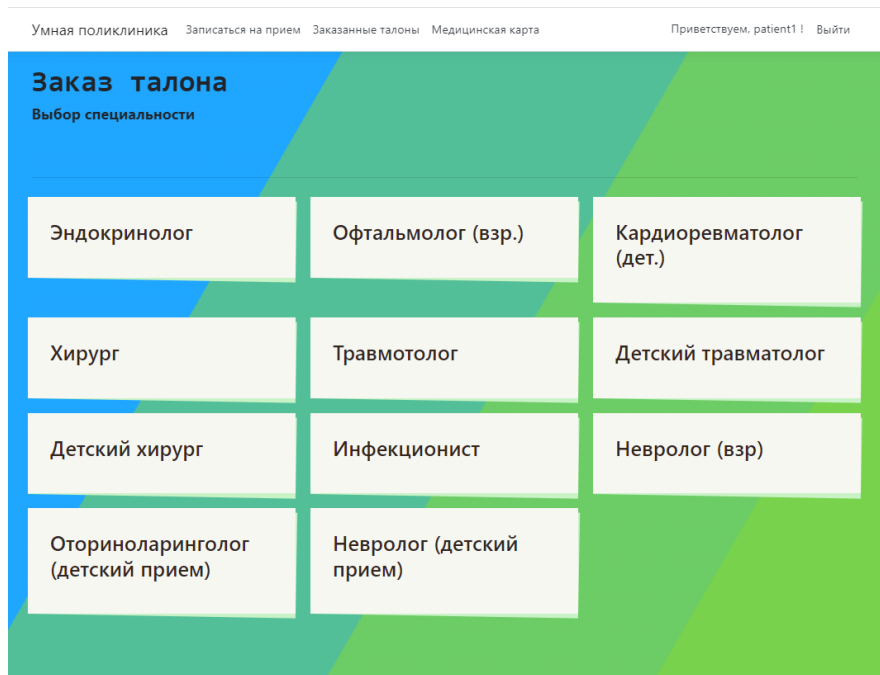 Умная поликлиника Записаться на прием Заказанные талоны Медицинская карта Приветствуем, patient1 ! Выйти
Заказ талона
Выбор специальности
Эндокринолог
Офтальмолог (взр.)
Кардиоревматолог
(дет.)
Хирург
Травмотолог
Детский травматолог
Детский хирург
Инфекционист
Невролог (взр)
Оториноларинголог
(детский прием)
Невролог (детский
прием)